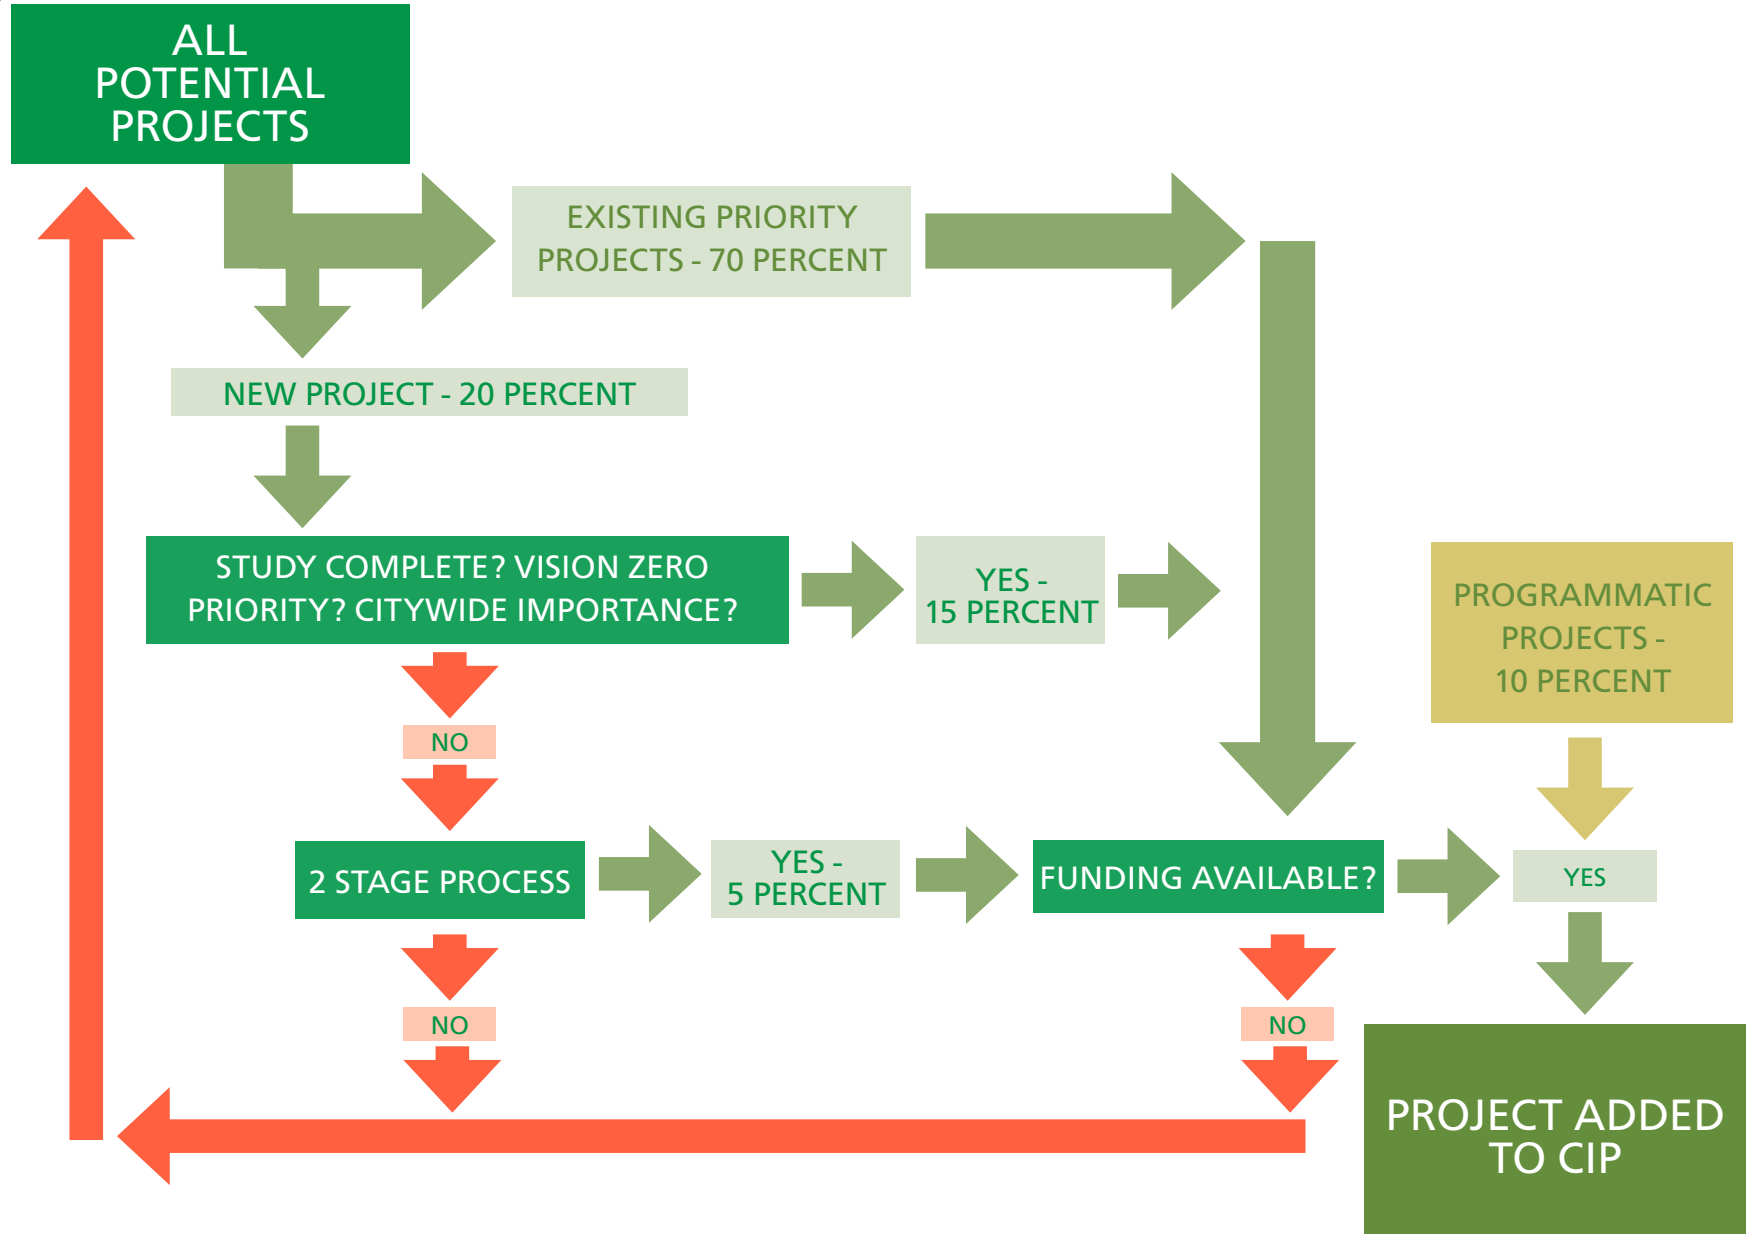 ALL
POTENTIAL
PROJECTS
EXISTING PRIORITY
PROJECTS - 70 PERCENT
NEW PROJECT - 20 PERCENT
STUDY COMPLETE? VISION ZERO
PRIORITY? CITYWIDE IMPORTANCE?
YES -
15 PERCENT
PROGRAMMATIC
PROJECTS -
10 PERCENT
NO
2 STAGE PROCESS
YES -
5 PERCENT
FUNDING AVAILABLE?
YES
NO
NO
PROJECT ADDED
TO CIP